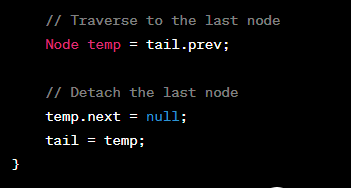 // Traverse to the last node
Node temp = tail.prev;
// Detach the last node
temp.next = null;
tail = temp;
}